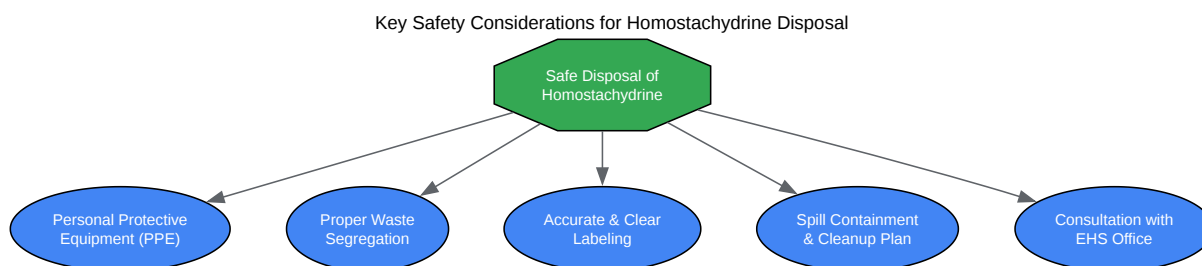 Key Safety Considerations for Homostachydrine Disposal
Safe Disposal of
Homostachydrine
Personal Protective
Equipment (PPE)
Proper Waste
Segregation
Accurate & Clear
Labeling
Spill Containment
& Cleanup Plan
Consultation with
EHS Office